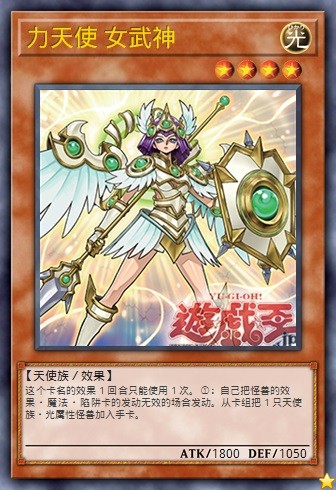 力天使 女武神
光
YU-GI-OH!
遊戯王
【天使族／效果】
这个卡名的效果1回合只能使用1次。①：自己把怪兽的效
果・魔法・陷阱卡的发动无效的场合发动。从卡组把1只天使
族・光属性怪兽加入手卡。
ATK/1800 DEF/1050